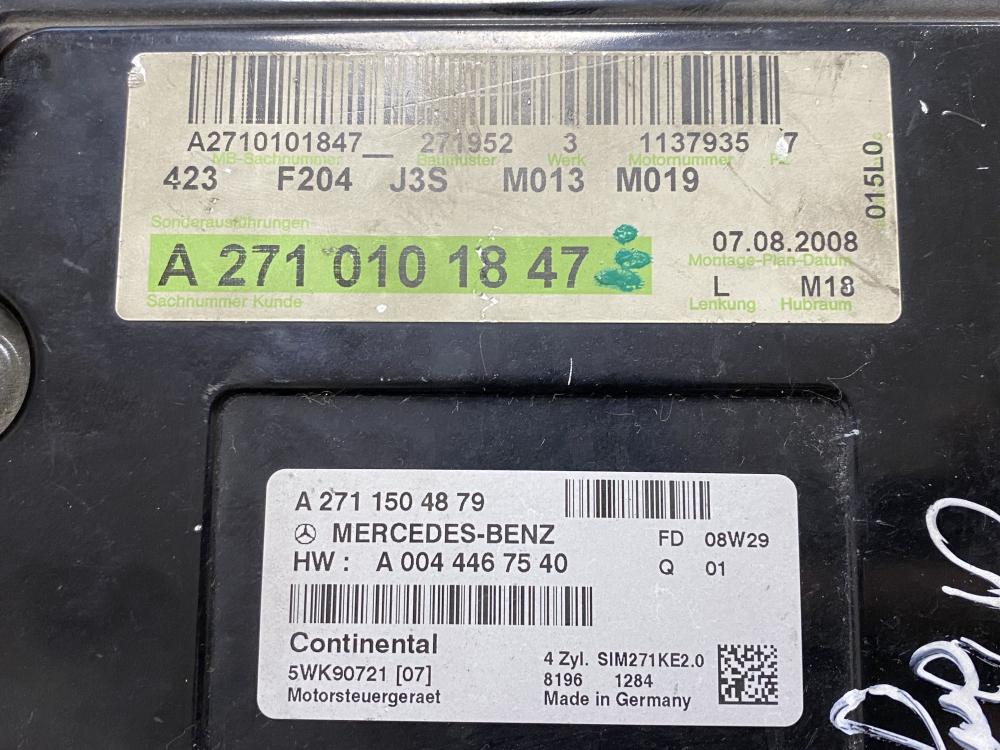 A2710101847__ 271952 3 1137935 7
MB-Sachnummer Baumuster Werk Motornummer PZ
423 F204 J3S M013 M019
015L0
Sonderausführungen
A 271 010 18 47
07.08.2008
Montage-Plan-Datum
Sachnummer Kunde
L M18
Lenkung Hubraum
A 271 150 48 79
MERCEDES-BENZ FD 08W29
HW : A 004 446 75 40 Q 01
Continental
5WK90721 [07] 4 Zyl. SIM271KE2.0
8196 1284
Motorsteuergeraet Made in Germany